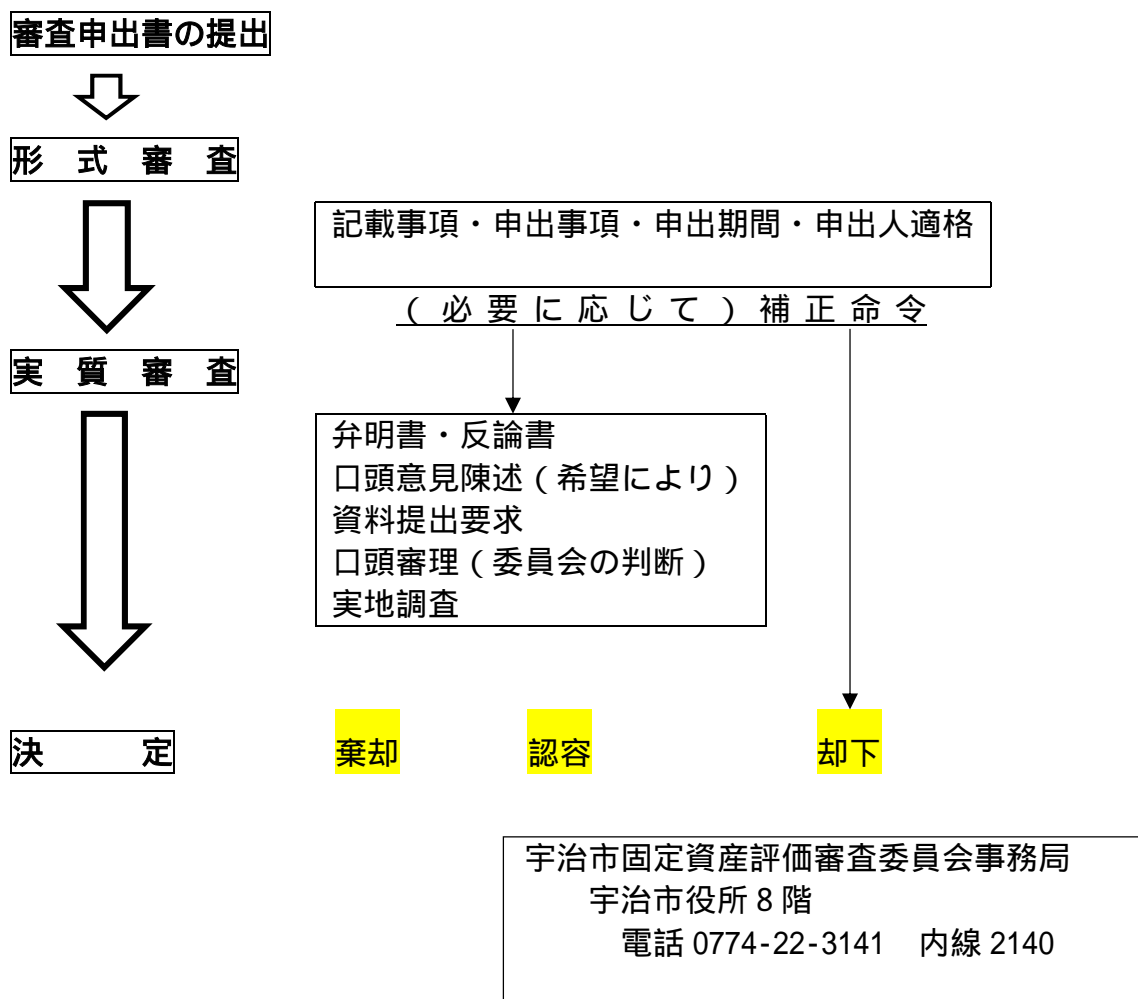 審査申出書の提出
形 式 審 査
記載事項・申出事項・申出期間・申出人適格
(必要に応じて)補正命令
実 質 審 査
弁明書・反論書
口頭意見陳述(希望により)
資料提出要求
口頭審理(委員会の判断)
実地調査
決 定 棄却 認容 却下
宇治市固定資産評価審査委員会事務局
宇治市役所8階
電話 0774-22-3141 内線 2140